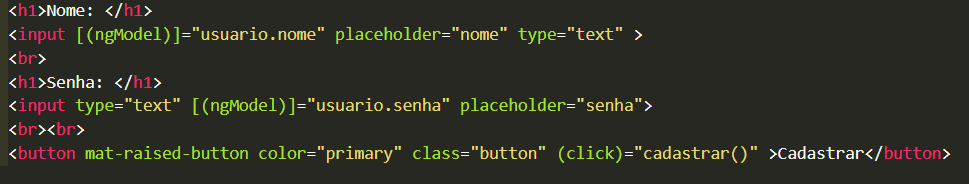 <h1>Nome: </h1>
<input [(ngModel)]="usuario.nome" placeholder="nome" type="text" >
<br>
<h1>Senha: </h1>
<input type="text" [(ngModel)]="usuario.senha" placeholder="senha">
<br><br>
<button mat-raised-button color="primary" class="button" (click)="cadastrar()" >Cadastrar</button>